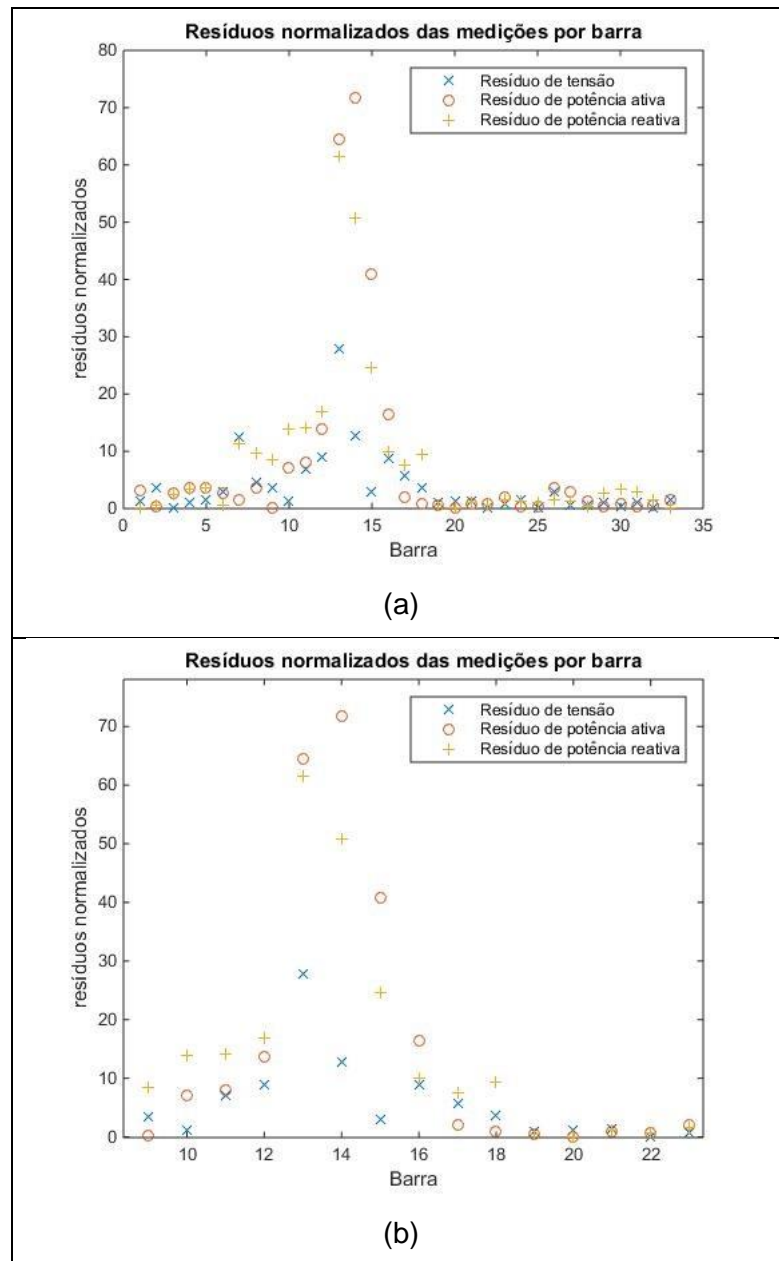 Resíduos normalizados das medições por barra
80
70
60
50
40
30
20
10
0
resíduos normalizados
Resíduo de tensão
Resíduo de potência ativa
Resíduo de potência reativa
0 5 10 15 20 25 30 35
Barra
(a)
Resíduos normalizados das medições por barra
70
60
50
40
30
20
10
0
resíduos normalizados
Resíduo de tensão
Resíduo de potência ativa
Resíduo de potência reativa
10 12 14 16 18 20 22
Barra
(b)